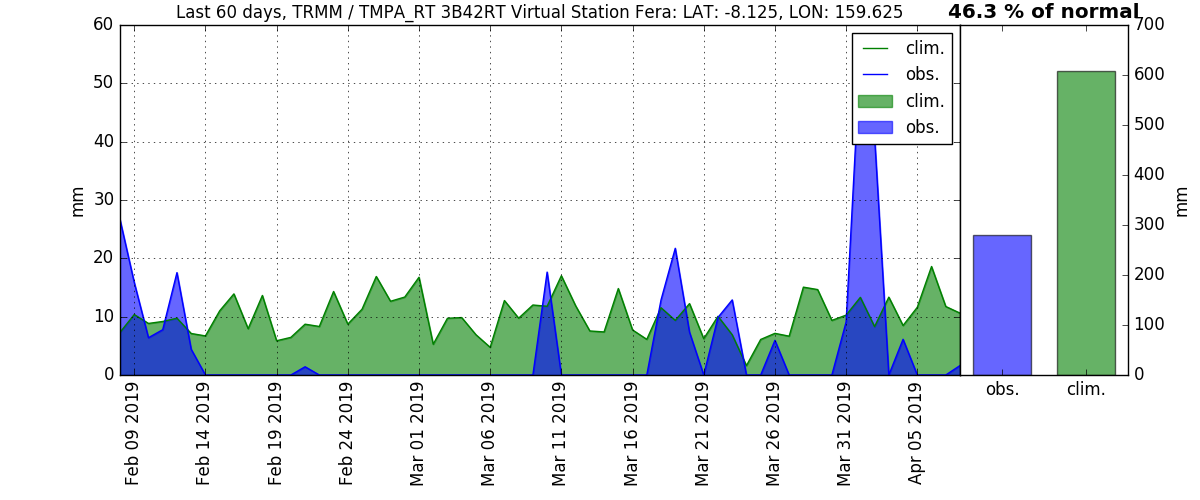 Last 60 days, TRMM / TMPA_RT 3B42RT Virtual Station Fera: LAT: -8.125, LON: 159.625
46.3 % of normal
60
50
40
30
20
10
0
mm
clim.
obs.
clim.
obs.
Feb 09 2019
Feb 14 2019
Feb 19 2019
Feb 24 2019
Mar 01 2019
Mar 06 2019
Mar 11 2019
Mar 16 2019
Mar 21 2019
Mar 26 2019
Mar 31 2019
Apr 05 2019
obs.
clim.
700
600
500
400
300
200
100
0
mm